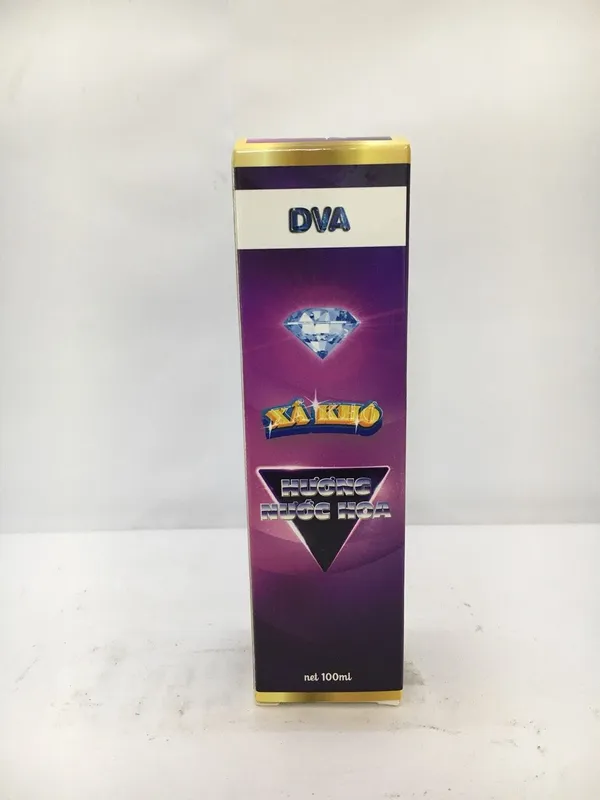 DVA
XẢ KHÔ
HƯƠNG
NƯỚC HOA
net 100ml